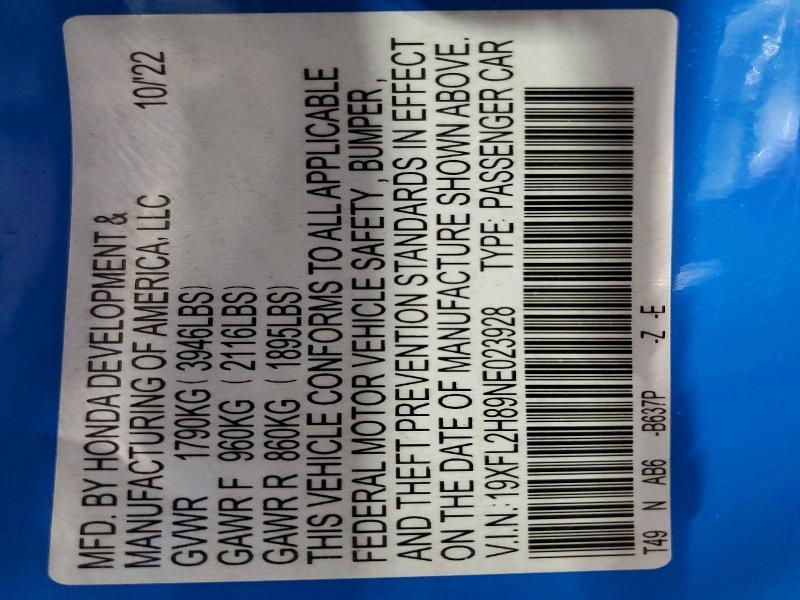 MFD. BY HONDA DEVELOPMENT &
MANUFACTURING OF AMERICA, LLC 10/'22
GVWR 1790KG (3946LBS)
GAWR F 960KG (2116LBS)
GAWR R 860KG (1895LBS)
THIS VEHICLE CONFORMS TO ALL APPLICABLE
FEDERAL MOTOR VEHICLE SAFETY, BUMPER,
AND THEFT PREVENTION STANDARDS IN EFFECT
ON THE DATE OF MANUFACTURE SHOWN ABOVE.
V.I.N: 19XFL2H89NE023928 TYPE: PASSENGER CAR
T49 N AB6 -B637P -Z -E